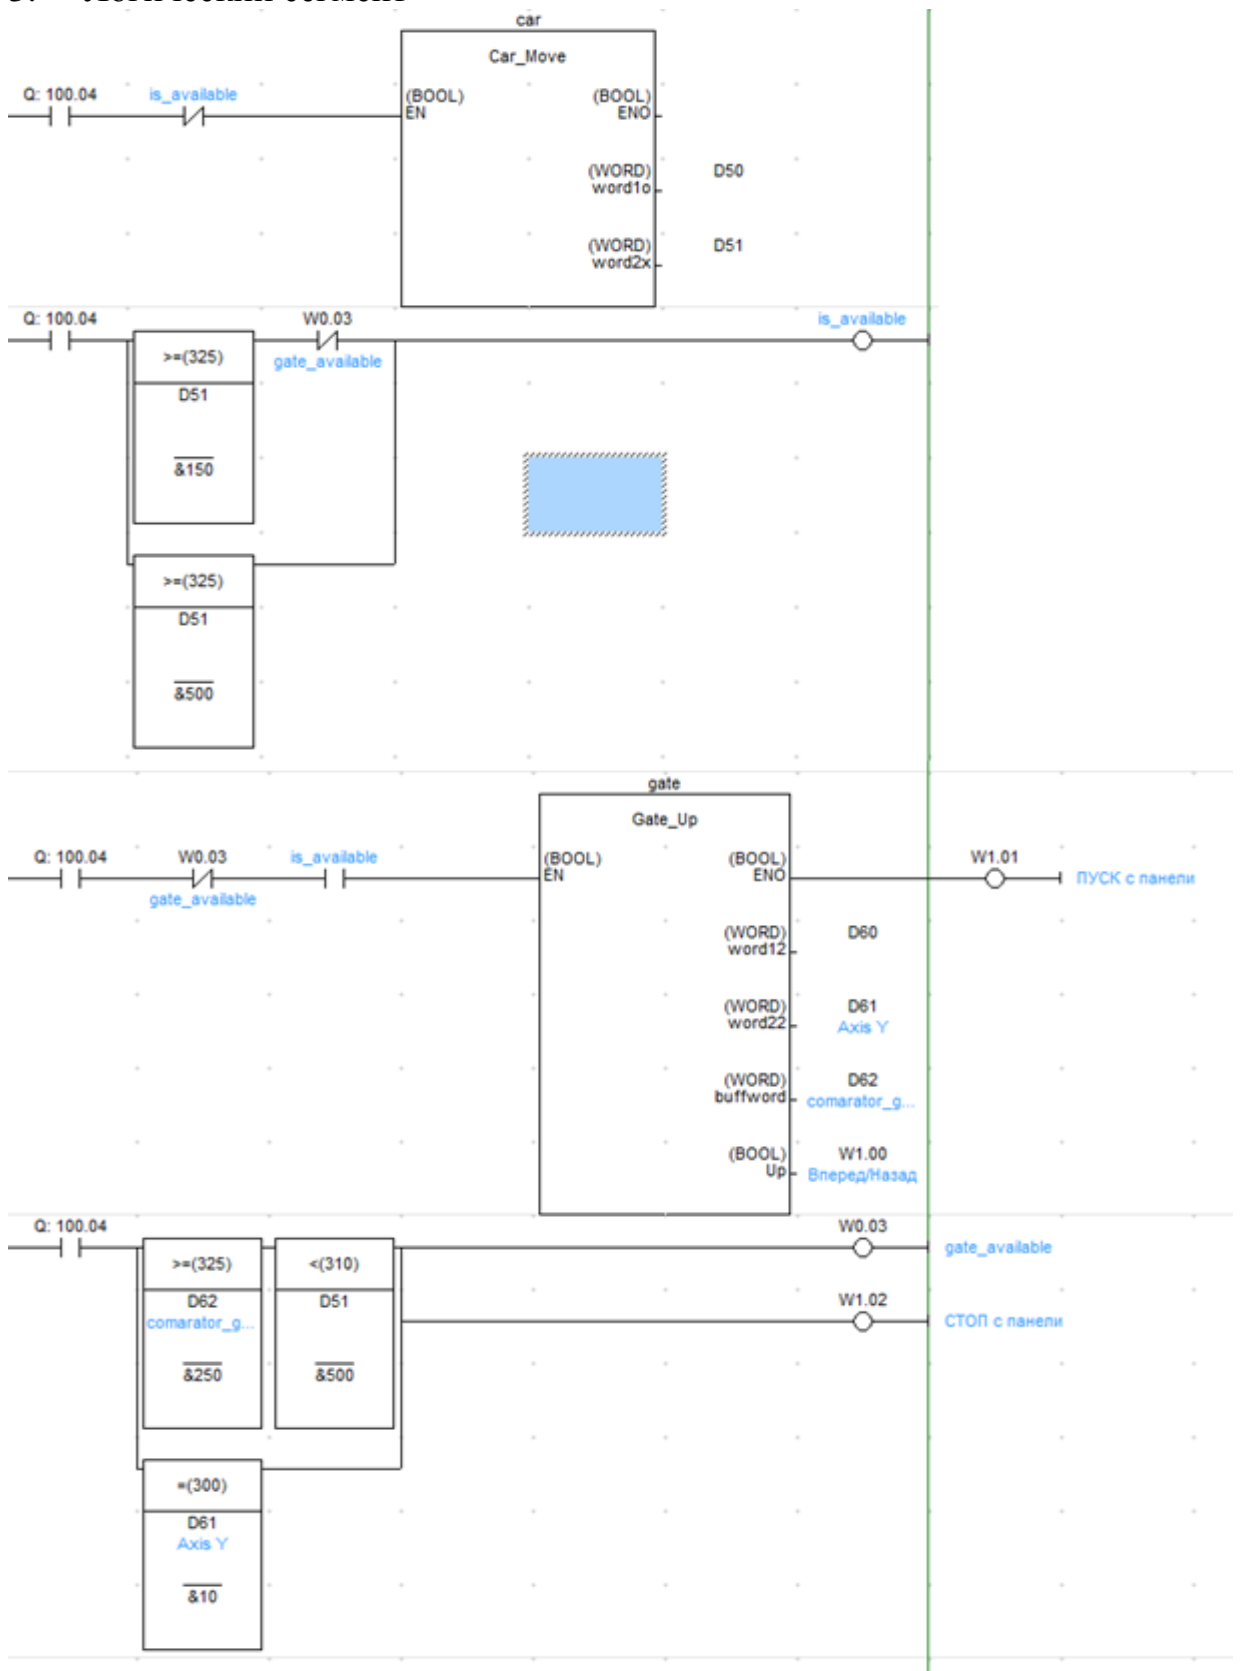 3. Логический сегмент
car
Car_Move
Q: 100.04 is_available (BOOL) (BOOL)
EN ENO
(WORD) D50
word1o
(WORD) D51
word2x
Q: 100.04 W0.03 is_available
>=(325) gate_available
D51
&150
>=(325)
D51
&500
gate
Gate_Up
Q: 100.04 W0.03 is_available (BOOL) (BOOL) W1.01
EN ENO ПУСК с панели
gate_available
(WORD) D60
word12
(WORD) D61
word22 Axis Y
(WORD) D62
buffword comarator_g...
(BOOL) W1.00
Up Вперед/Назад
Q: 100.04 W0.03
>=(325) <(310) gate_available
D62 D51 W1.02
comarator_g... СТОП с панели
&250 &500
=(300)
D61
Axis Y
&10